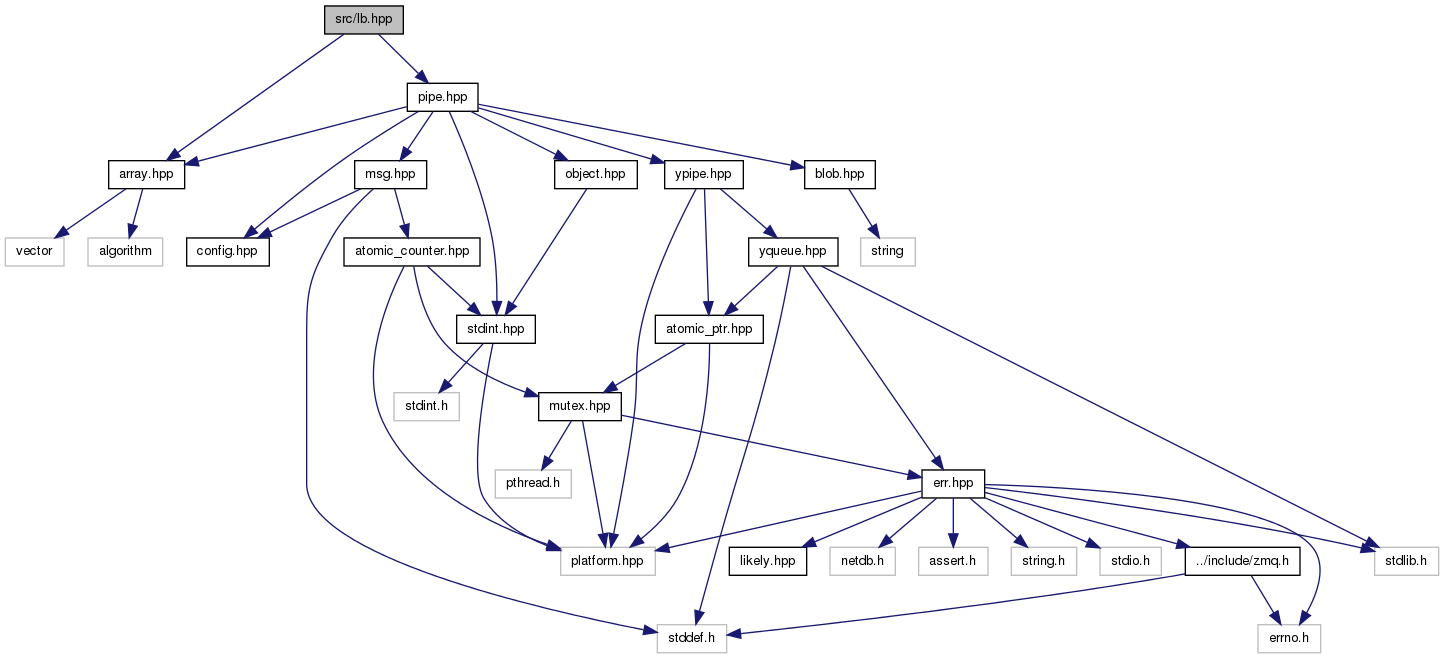 src/lb.hpp
pipe.hpp
array.hpp
msg.hpp
object.hpp
ypipe.hpp
blob.hpp
vector
algorithm
config.hpp
atomic_counter.hpp
yqueue.hpp
string
stdint.hpp
atomic_ptr.hpp
stdint.h
mutex.hpp
pthread.h
err.hpp
platform.hpp
likely.hpp
netdb.h
assert.h
string.h
stdio.h
../include/zmq.h
stdlib.h
stddef.h
errno.h